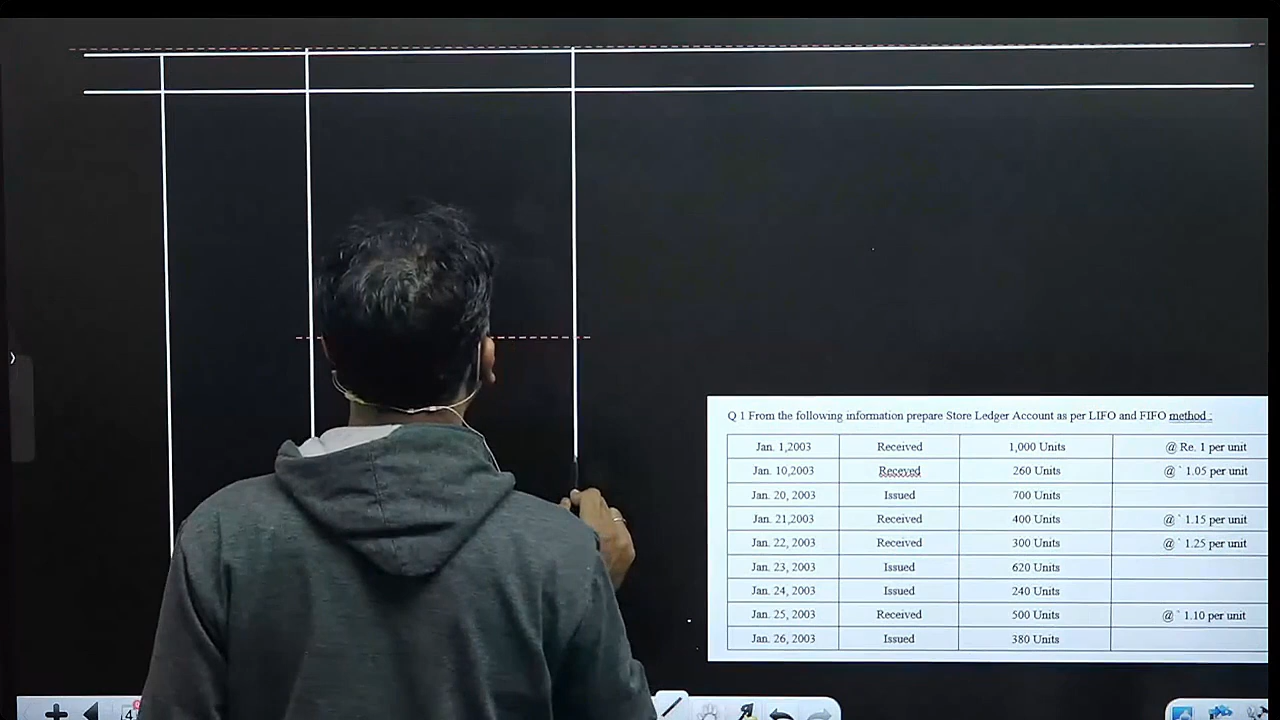 Q 1 From the following information prepare Store Ledger Account as per LIFO and FIFO method :
Jan. 1,2003 Received 1,000 Units @ Re. 1 per unit
Jan. 10,2003 Receved 260 Units @ ` 1.05 per unit
Jan. 20, 2003 Issued 700 Units
Jan. 21,2003 Received 400 Units @ ` 1.15 per unit
Jan. 22, 2003 Received 300 Units @ ` 1.25 per unit
Jan. 23, 2003 Issued 620 Units
Jan. 24, 2003 Issued 240 Units
Jan. 25, 2003 Received 500 Units @ ` 1.10 per unit
Jan. 26, 2003 Issued 380 Units
4